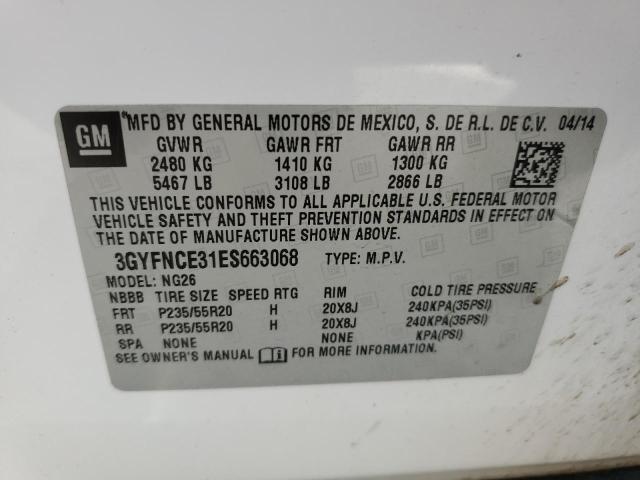 GM MFD BY GENERAL MOTORS DE MEXICO, S. DE R.L. DE C.V. 04/14
GVWR GAWR FRT GAWR RR
2480 KG 1410 KG 1300 KG
5467 LB 3108 LB 2866 LB
THIS VEHICLE CONFORMS TO ALL APPLICABLE U.S. FEDERAL MOTOR
VEHICLE SAFETY AND THEFT PREVENTION STANDARDS IN EFFECT ON
THE DATE OF MANUFACTURE SHOWN ABOVE.
3GYFNCE31ES663068 TYPE: M.P.V.
MODEL: NG26
NBBB TIRE SIZE SPEED RTG RIM COLD TIRE PRESSURE
FRT P235/55R20 H 20X8J 240KPA(35PSI)
RR P235/55R20 H 20X8J 240KPA(35PSI)
SPA NONE NONE KPA(PSI)
SEE OWNER'S MANUAL FOR MORE INFORMATION.